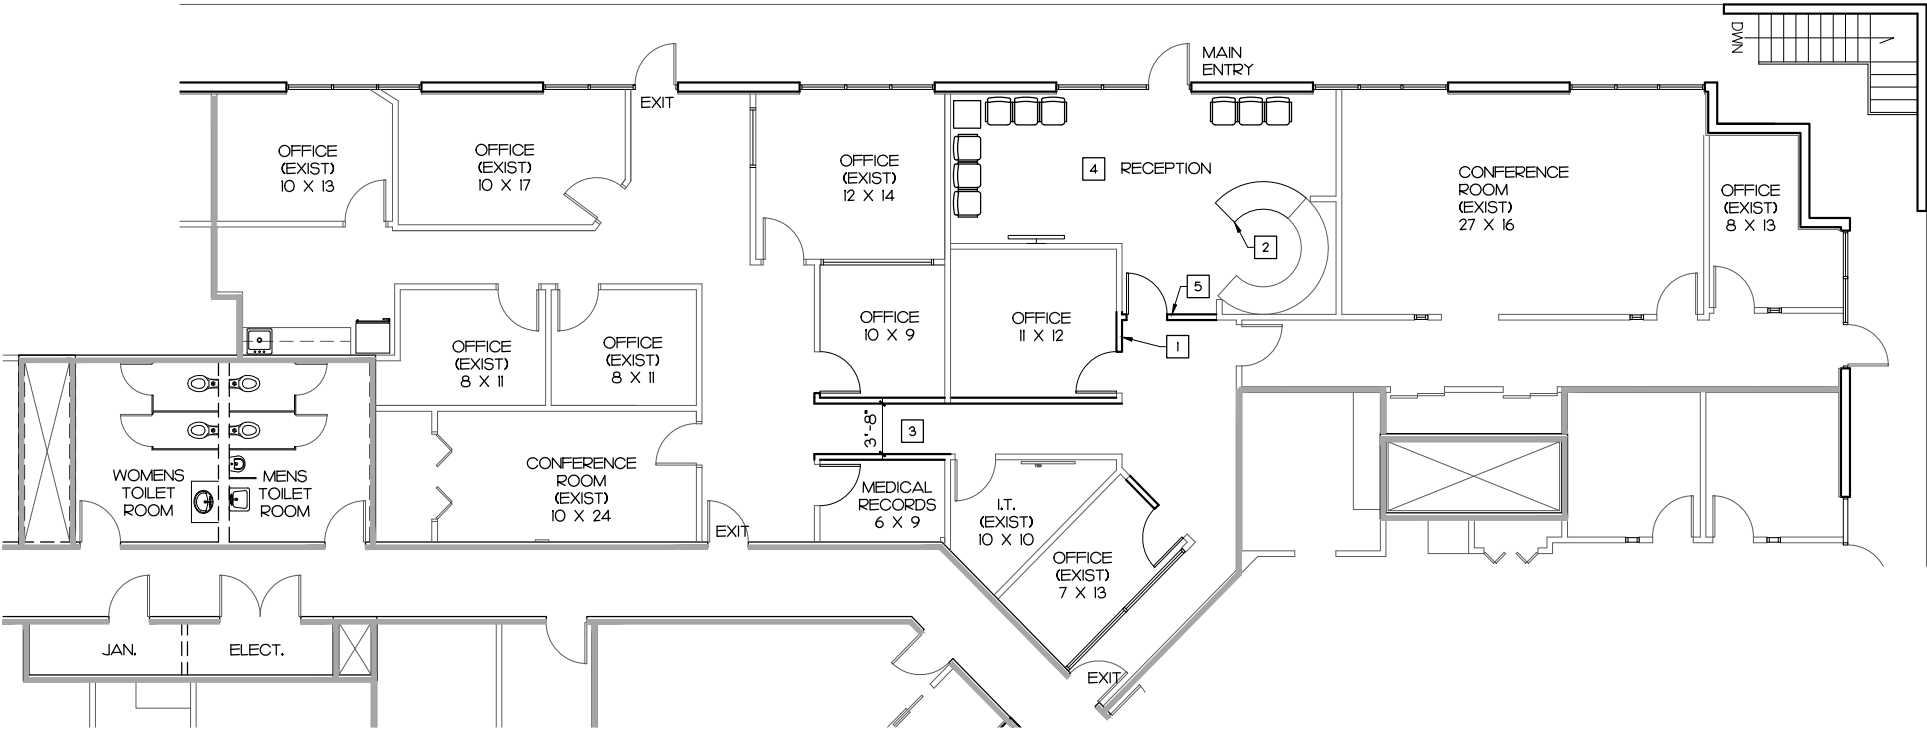 MAIN
ENTRY
DWN
EXIT
OFFICE
(EXIST)
10 X 13
OFFICE
(EXIST)
10 X 17
OFFICE
(EXIST)
12 X 14
4
RECEPTION
2
CONFERENCE
ROOM
(EXIST)
27 X 16
OFFICE
(EXIST)
8 X 13
5
1
OFFICE
(EXIST)
8 X 11
OFFICE
(EXIST)
8 X 11
OFFICE
10 X 9
OFFICE
11 X 12
3'-8"
3
WOMENS
TOILET
ROOM
MENS
TOILET
ROOM
CONFERENCE
ROOM
(EXIST)
10 X 24
EXIT
MEDICAL
RECORDS
6 X 9
I.T.
(EXIST)
10 X 10
OFFICE
(EXIST)
7 X 13
JAN.
ELECT.
EXIT